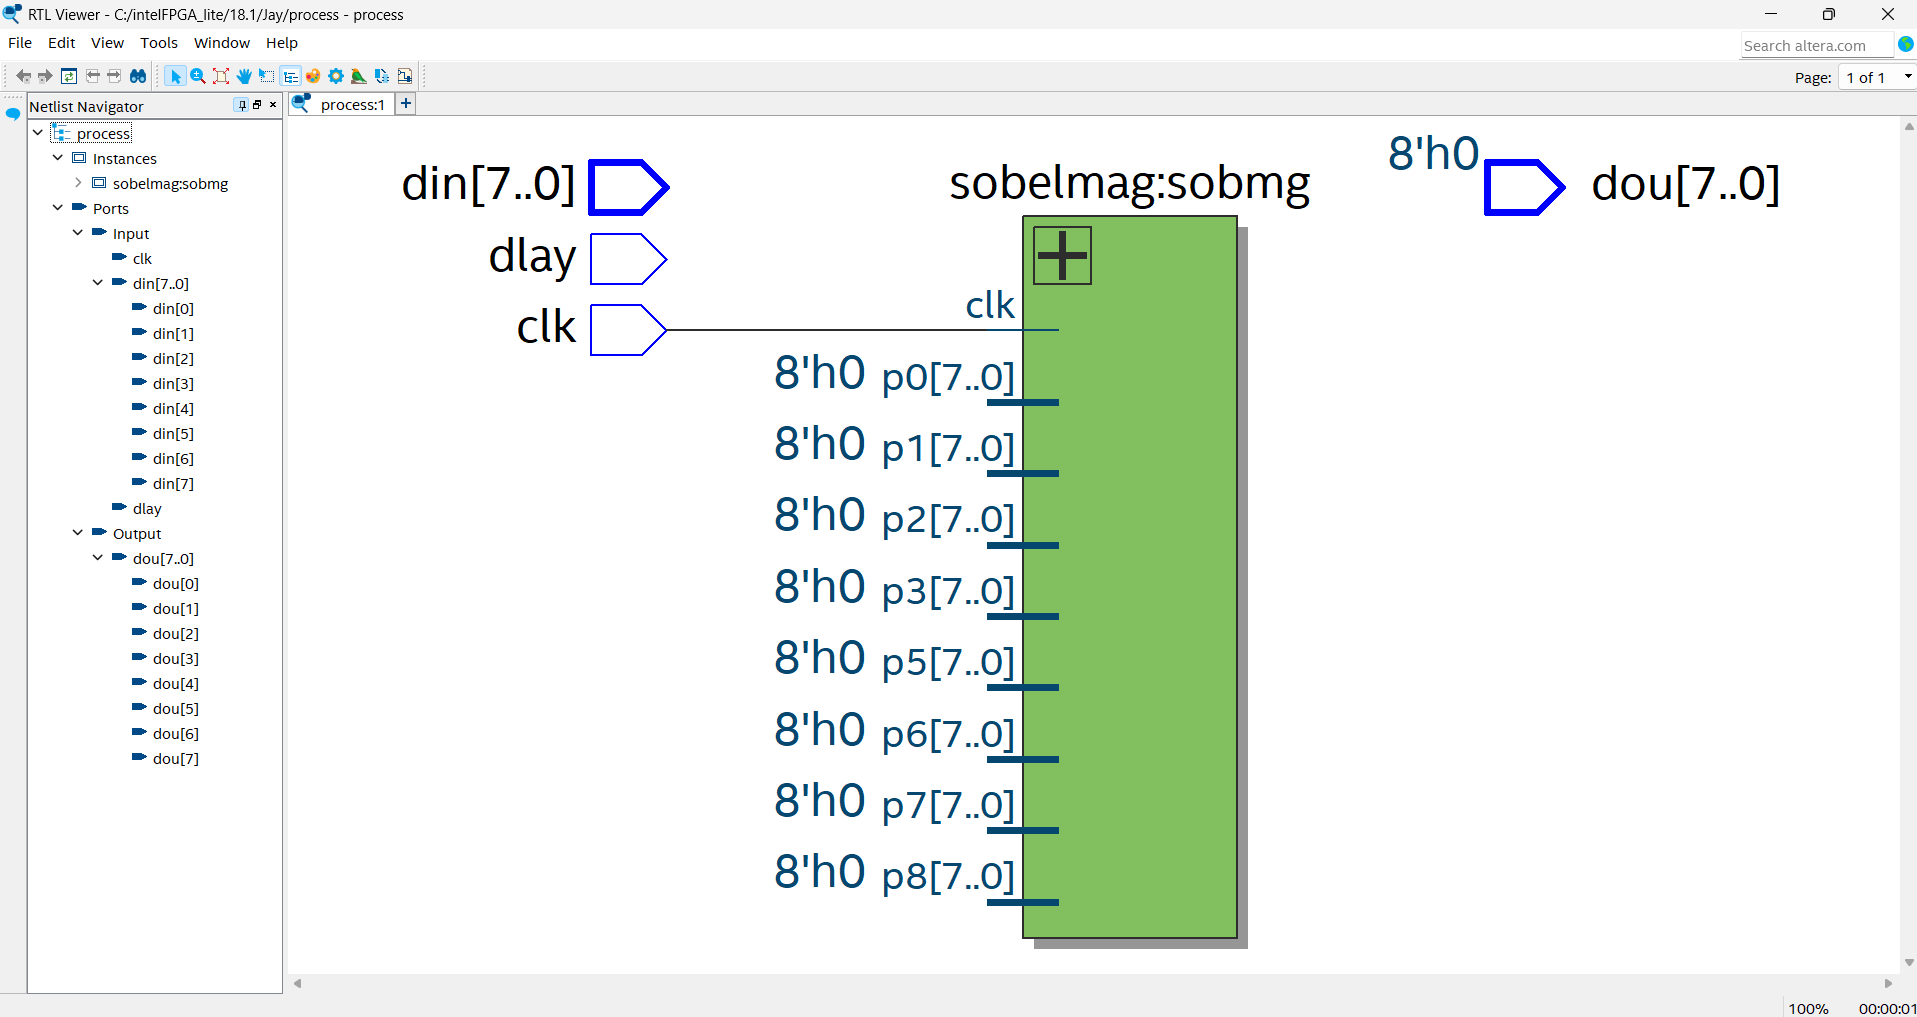 RTL Viewer - C:/intelFPGA_lite/18.1/Jay/process - process
File Edit View Tools Window Help
Search altera.com
Page: 1 of 1
Netlist Navigator
process:1
process
Instances
sobelmag:sobmg
Ports
Input
clk
din[7..0]
din[0]
din[1]
din[2]
din[3]
din[4]
din[5]
din[6]
din[7]
dlay
Output
dou[7..0]
dou[0]
dou[1]
dou[2]
dou[3]
dou[4]
dou[5]
dou[6]
dou[7]
din[7..0]
dlay
clk
sobelmag:sobmg
clk
8'h0 p0[7..0]
8'h0 p1[7..0]
8'h0 p2[7..0]
8'h0 p3[7..0]
8'h0 p5[7..0]
8'h0 p6[7..0]
8'h0 p7[7..0]
8'h0 p8[7..0]
8'h0
dou[7..0]
100% 00:00:01